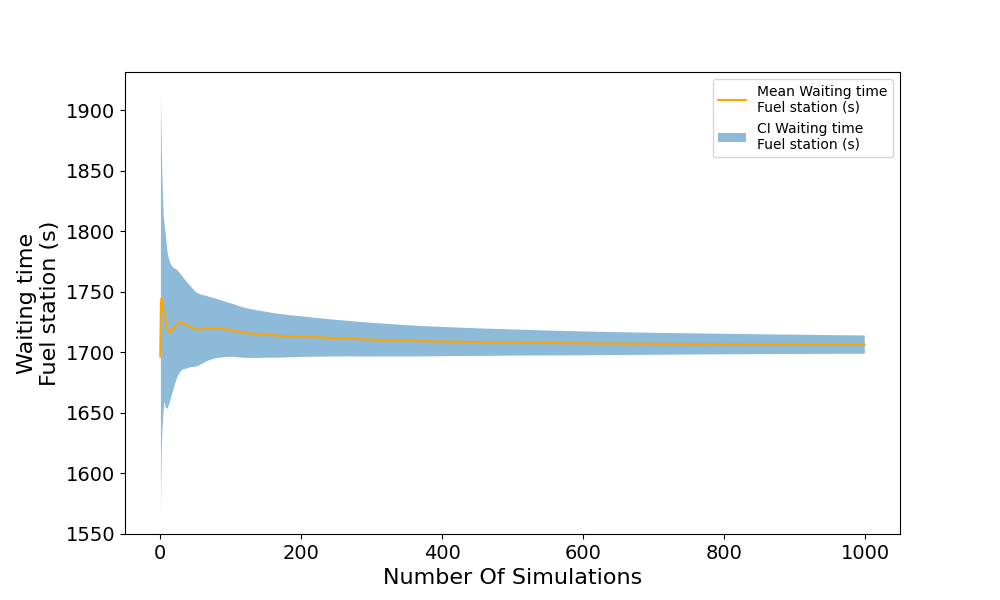 Mean Waiting time
Fuel station (s)
CI Waiting time
Fuel station (s)
Waiting time
Fuel station (s)
1900
1850
1800
1750
1700
1650
1600
1550
0 200 400 600 800 1000
Number Of Simulations